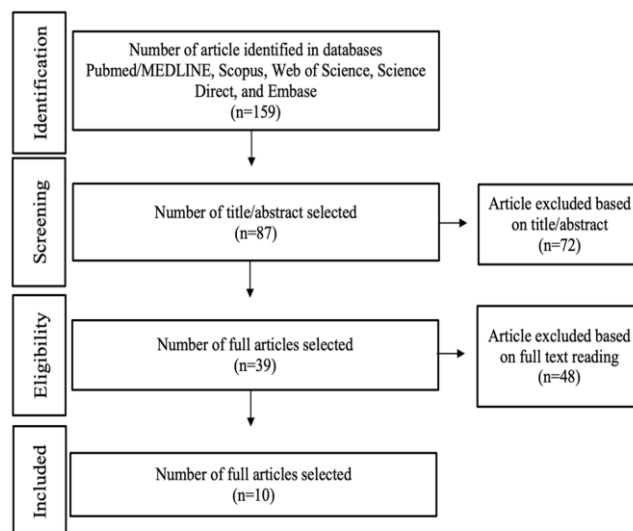 Identification
Number of article identified in databases
Pubmed/MEDLINE, Scopus, Web of Science, Science
Direct, and Embase
(n=159)
Screening
Number of title/abstract selected
(n=87)
Article excluded based
on title/abstract
(n=72)
Eligibility
Number of full articles selected
(n=39)
Article excluded based
on full text reading
(n=48)
Included
Number of full articles selected
(n=10)